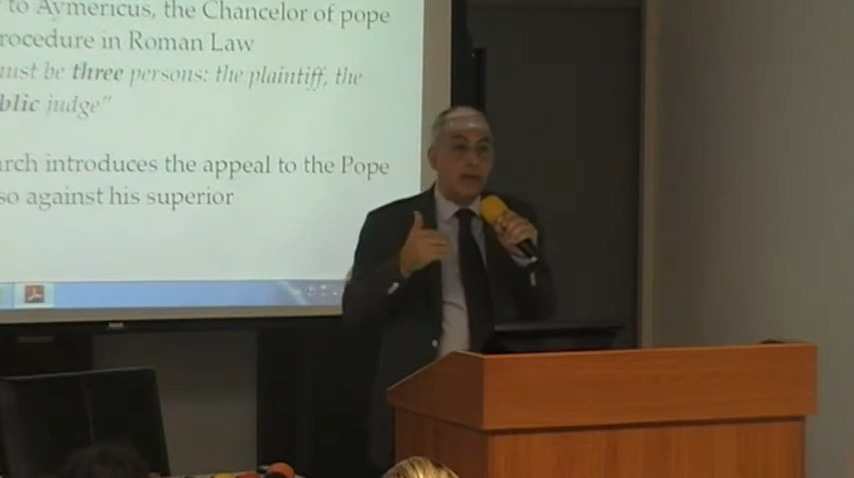 to Aymericus, the Chancelor of pope
rocedure in Roman Law
ust be three persons: the plaintiff, the
blic judge”
rch introduces the appeal to the Pope
so against his superior